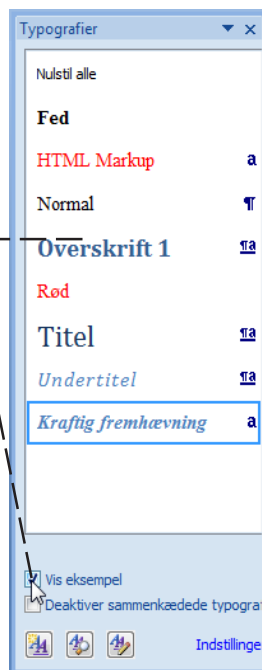 Typografier
Nulstil alle
Fed
HTML Markup a
Normal ¶
Overskrift 1 ¶a
Rød
Titel ¶a
Undertitel ¶a
Kraftig fremhævning a
Vis eksempel
Deaktiver sammenkædede typograf
Indstillinge